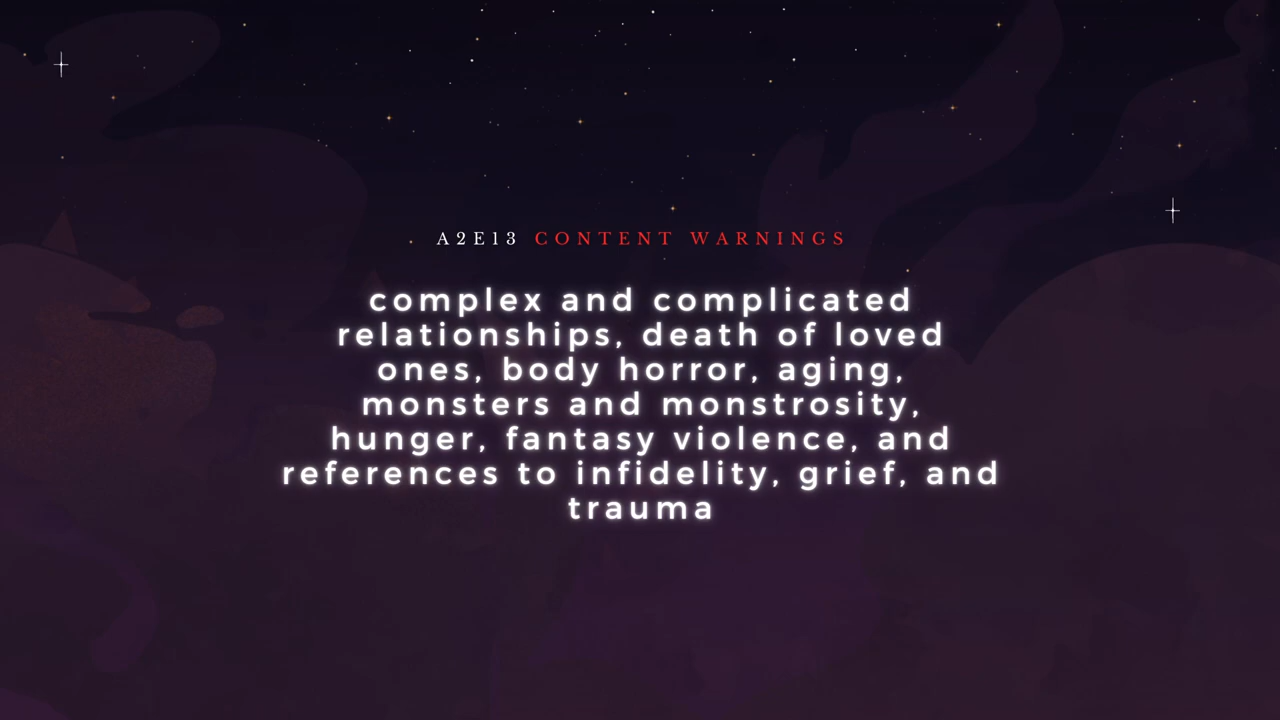 A2E13 CONTENT WARNINGS
complex and complicated
relationships, death of loved
ones, body horror, aging,
monsters and monstrosity,
hunger, fantasy violence, and
references to infidelity, grief, and
trauma